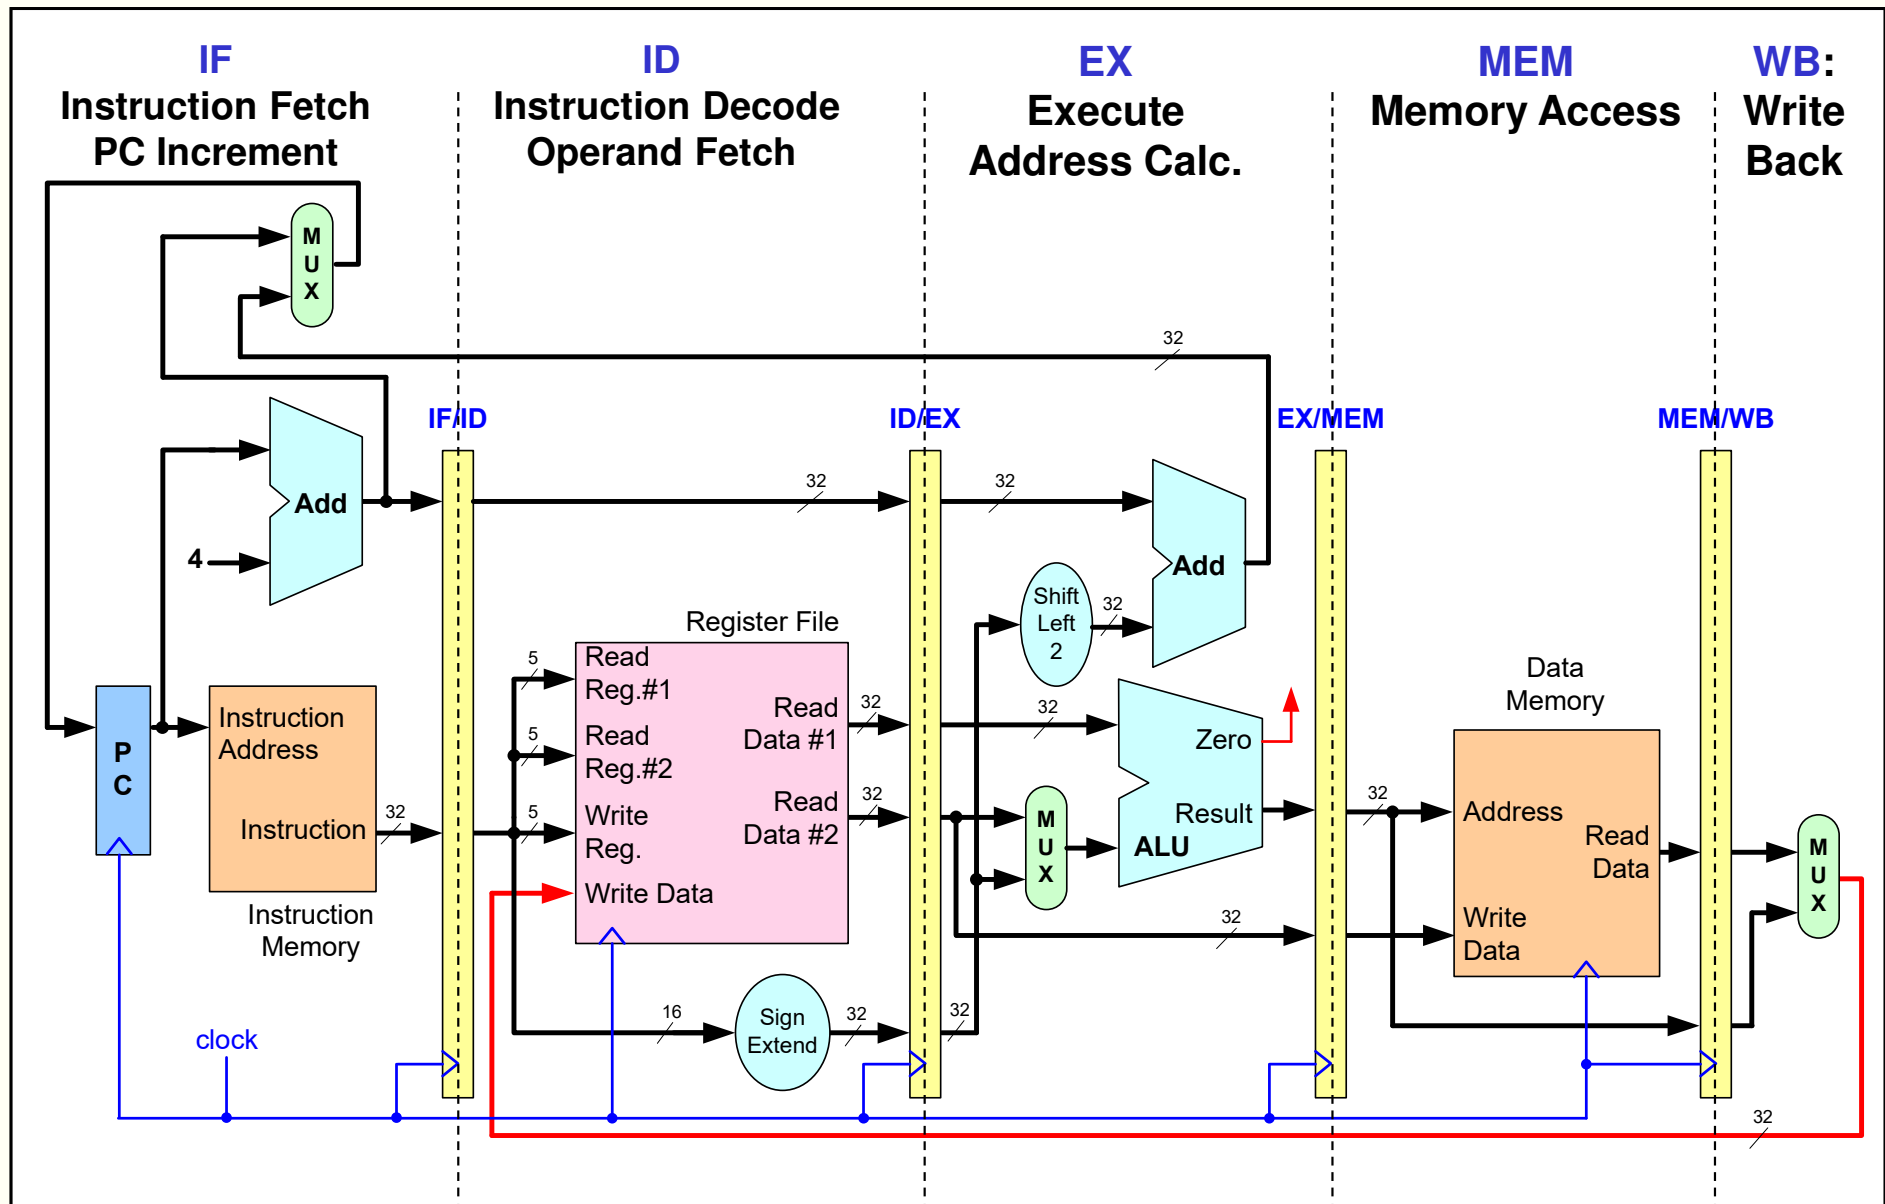 IF
Instruction Fetch
PC Increment
ID
Instruction Decode
Operand Fetch
EX
Execute
Address Calc.
MEM
Memory Access
WB:
Write
Back
M
U
X
32
IF/ID
ID/EX
EX/MEM
MEM/WB
Add
4
32
32
Add
Shift
Left
2
32
Register File
Read
Reg.#1
Read
Reg.#2
Write
Reg.
Write Data
Read
Data #1
Read
Data #2
5
5
5
32
32
P
C
Instruction
Address
Instruction
Instruction
Memory
32
32
Zero
Result
ALU
M
U
X
32
Data
Memory
Address
Read
Data
Write
Data
32
M
U
X
16
Sign
Extend
32
32
clock
32